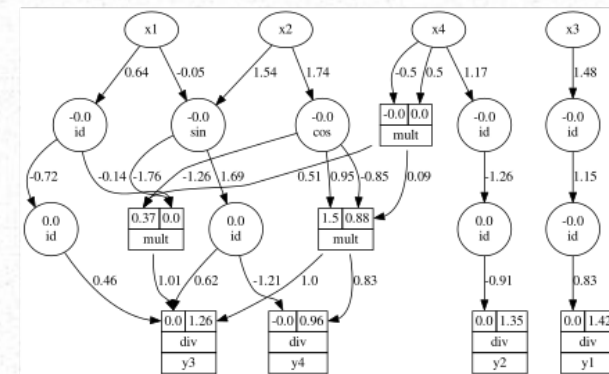 x1 x2 x4 x3
0.64 -0.05 1.54 1.74 -0.5 0.5 1.17 1.48
-0.0 -0.0 -0.0 -0.0 0.0 -0.0 -0.0
id sin cos mult id id
-0.72 -0.14 -1.76 -1.26 1.69 0.51 0.95 -0.85 0.09 -1.26 1.15
0.0 0.37 0.0 0.0 1.5 0.88 0.0 -0.0
id mult id mult id id
0.46 1.01 0.62 -1.21 1.0 0.83 -0.91 0.83
0.0 1.26 -0.0 0.96 0.0 1.35 0.0 1.42
div div div div
y3 y4 y2 y1